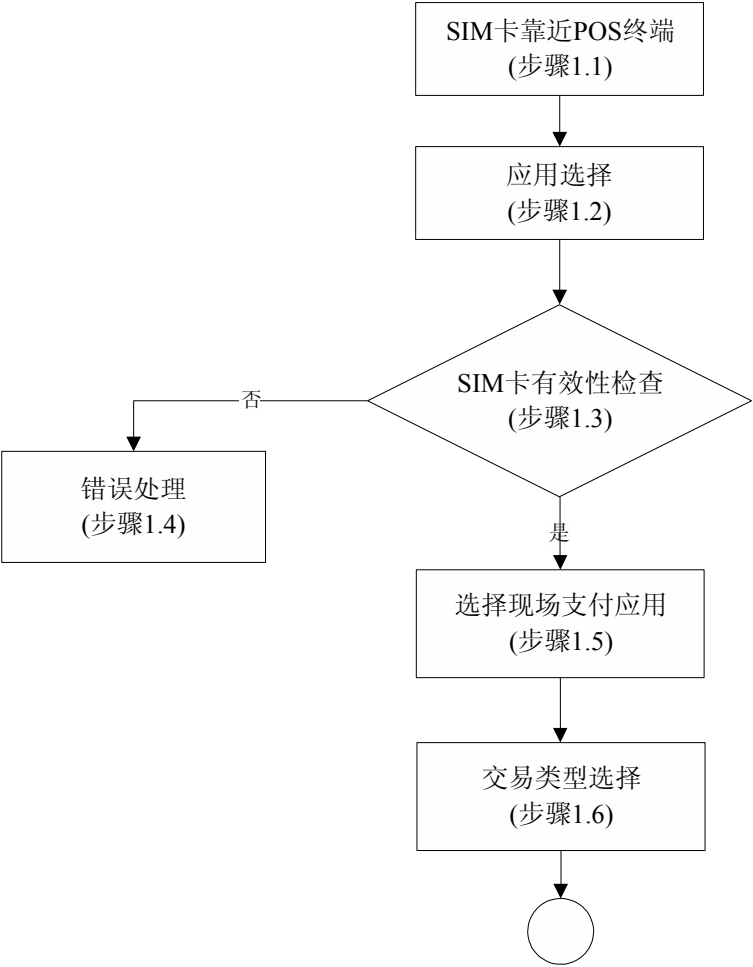 SIM卡靠近POS终端
(步骤1.1)
应用选择
(步骤1.2)
SIM卡有效性检查
(步骤1.3)
否
错误处理
(步骤1.4)
是
选择现场支付应用
(步骤1.5)
交易类型选择
(步骤1.6)